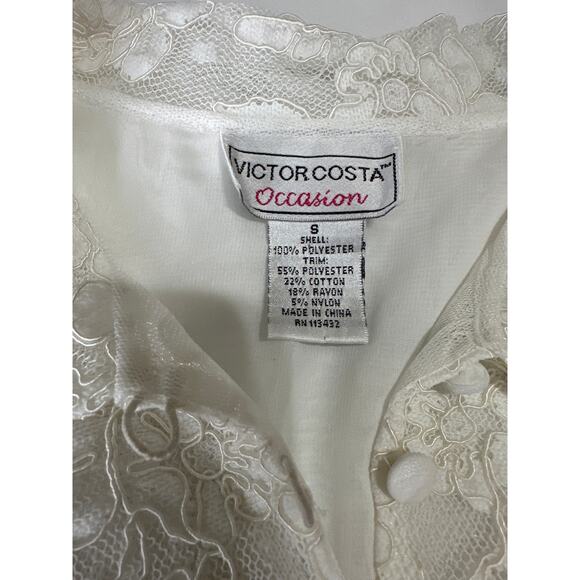 VICTOR COSTA™
Occasion
S
SHELL:
100% POLYESTER
TRIM:
55% POLYESTER
22% COTTON
18% RAYON
5% NYLON
MADE IN CHINA
RN 113432